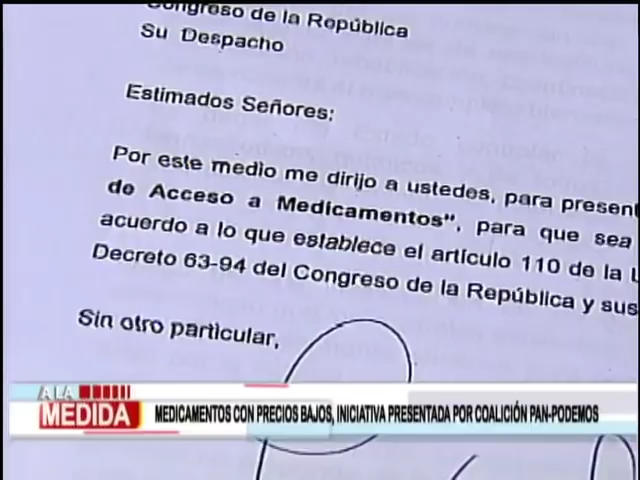 Congreso de la República
Su Despacho
Estimados Señores:
Por este medio me dirijo a ustedes, para present
de Acceso a Medicamentos", para que sea
acuerdo a lo que establece el artículo 110 de la L
Decreto 63-94 del Congreso de la República y sus
Sin otro particular,
A LA
MEDIDA
MEDICAMENTOS CON PRECIOS BAJOS, INICIATIVA PRESENTADA POR COALICIÓN PAN-PODEMOS